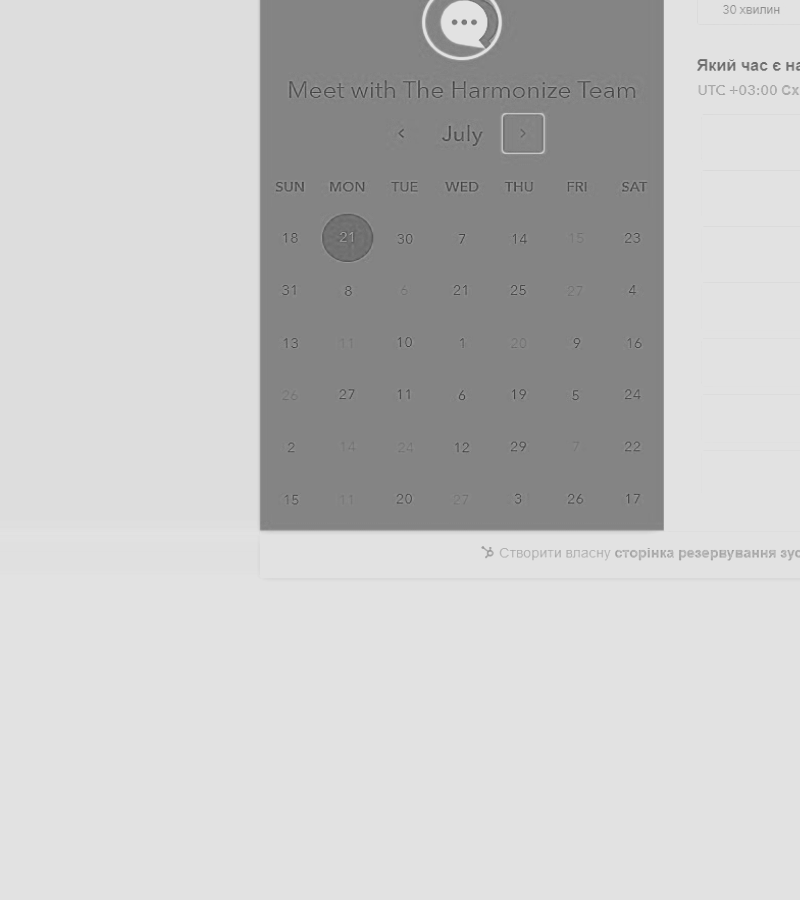 30 хвилин
Meet with The Harmonize Team
Який час є на
UTC +03:00 Сх
July
SUN MON TUE WED THU FRI SAT
18 21 30 7 14 15 23
31 8 6 21 25 27 4
13 11 10 1 20 9 16
26 27 11 6 19 5 24
2 14 24 12 29 7 22
15 11 20 27 3 26 17
Створити власну сторінка резервування зус